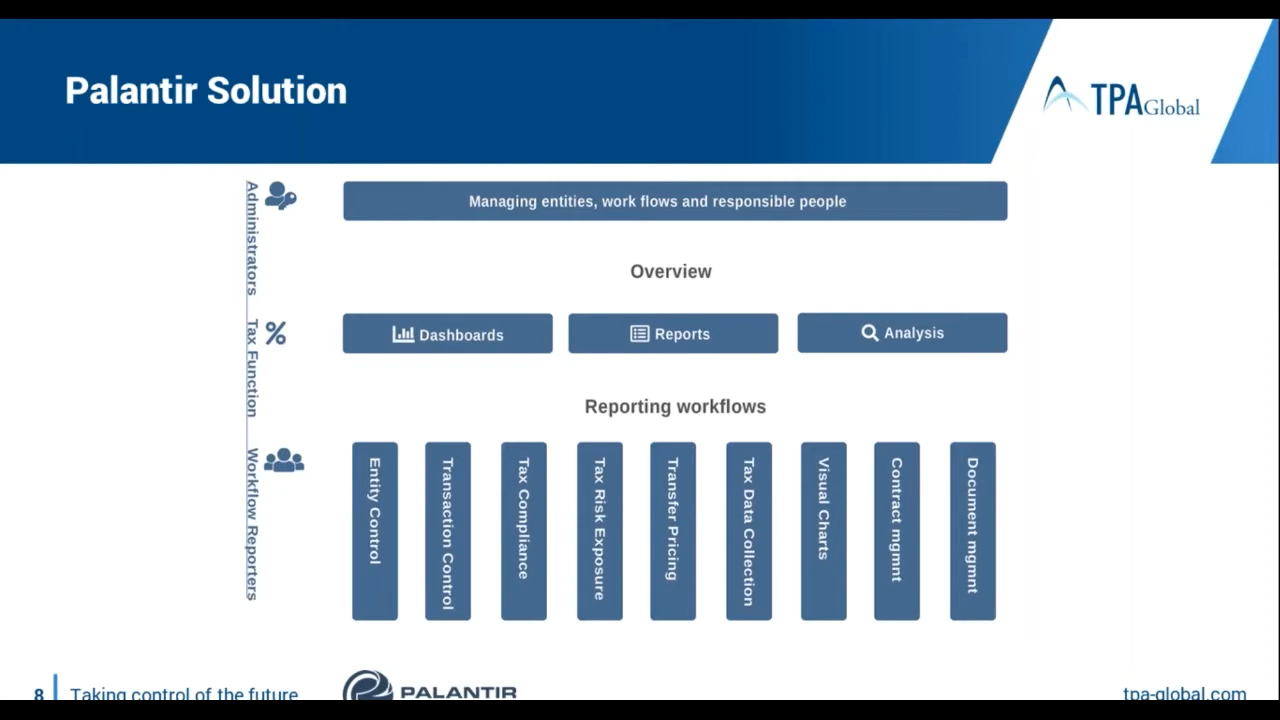 Palantir Solution
TPAGlobal
Administrators
Managing entities, work flows and responsible people
Overview
Tax Function
Dashboards
Reports
Analysis
Reporting workflows
Workflow Reporters
Entity Control
Transaction Control
Tax Compliance
Tax Risk Exposure
Transfer Pricing
Tax Data Collection
Visual Charts
Contract mgmnt
Document mgmnt
8
Taking control of the future
PALANTIR
tpa-global.com